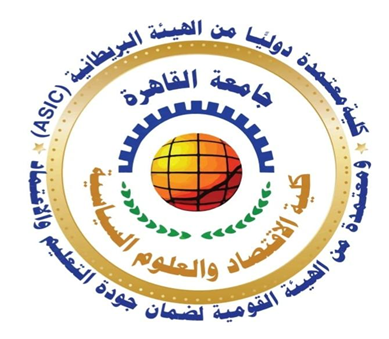 كلية معتمدة دوليًا من الهيئة البريطانية (ASIC)
ومعتمدة من الهيئة القومية لضمان جودة التعليم والاعتماد
جامعة القاهرة
كلية الاقتصاد والعلوم السياسية